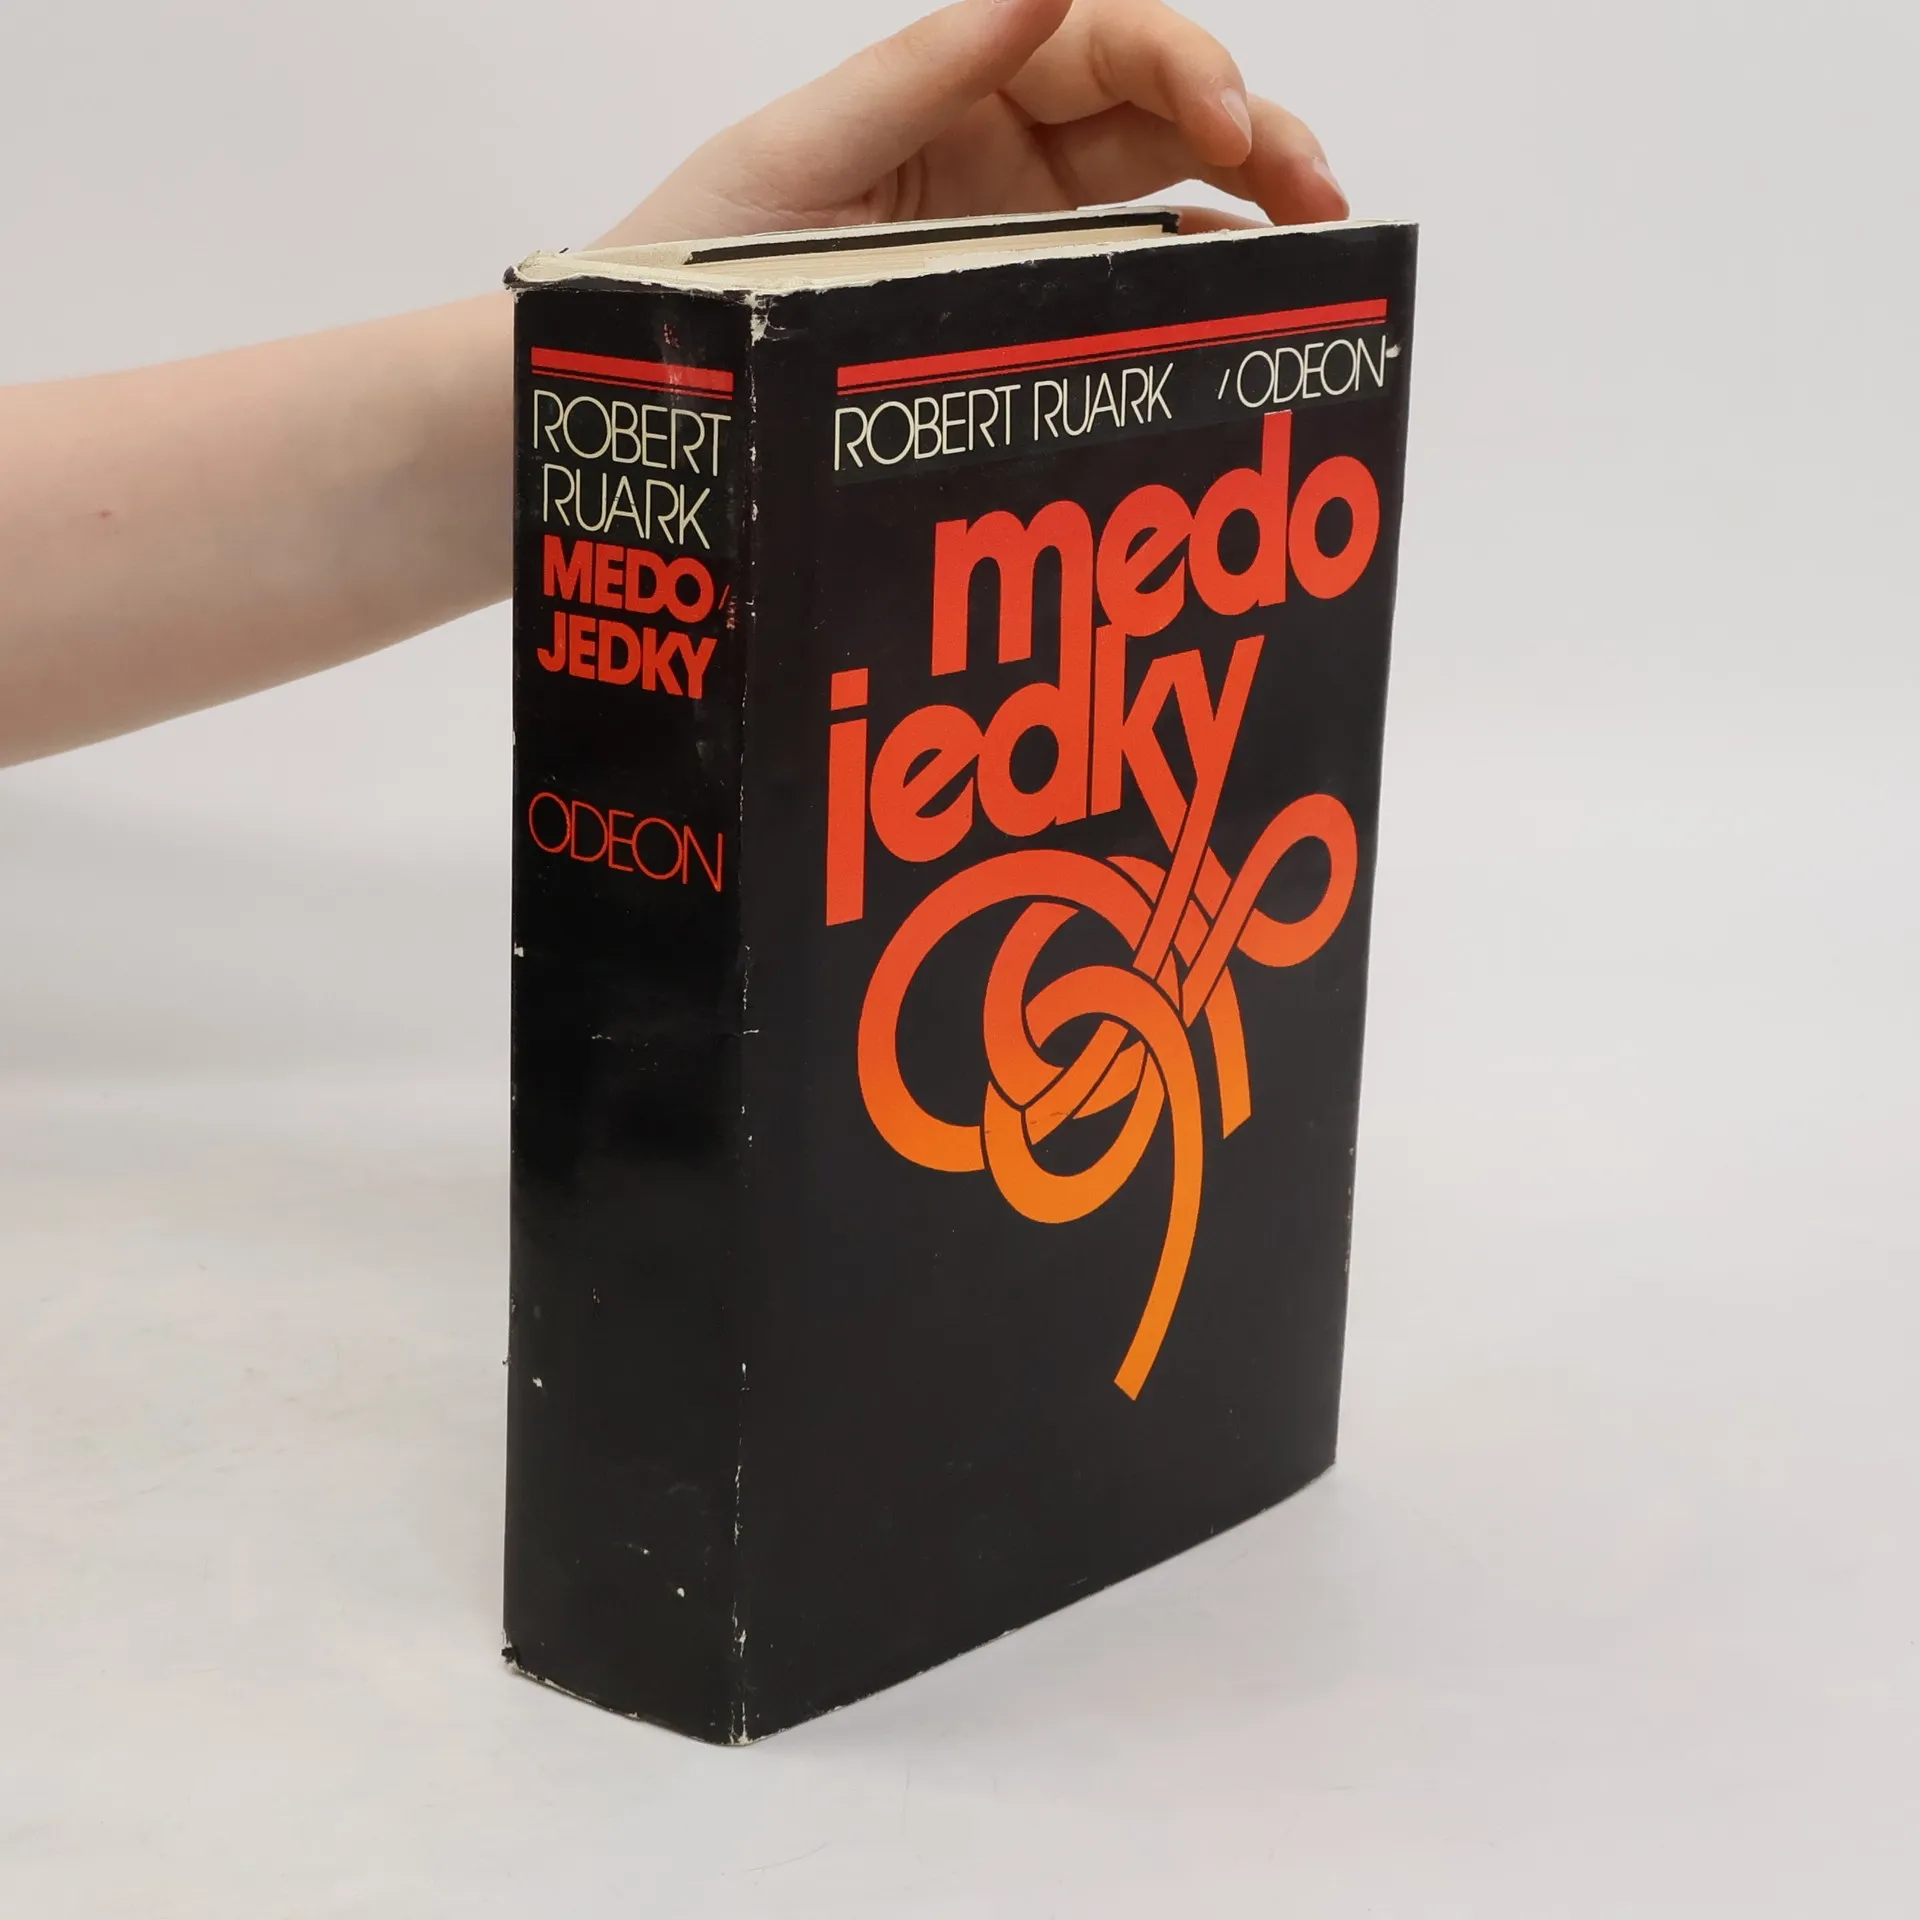 ROBERT
RUARK
MEDO/
JEDKY
ODEON
ROBERT RUARK /ODEON
medo
jedky